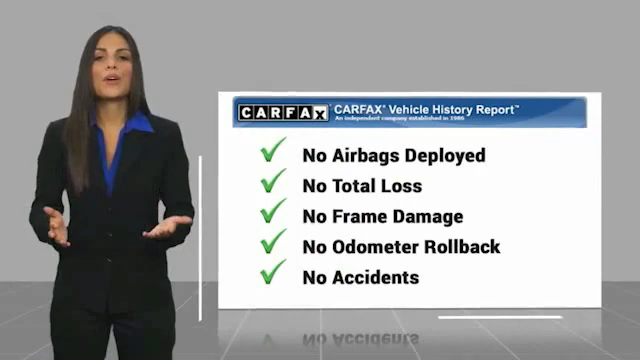 CARFAX CARFAX® Vehicle History Report™
An independent company established in 1986
No Airbags Deployed
No Total Loss
No Frame Damage
No Odometer Rollback
No Accidents